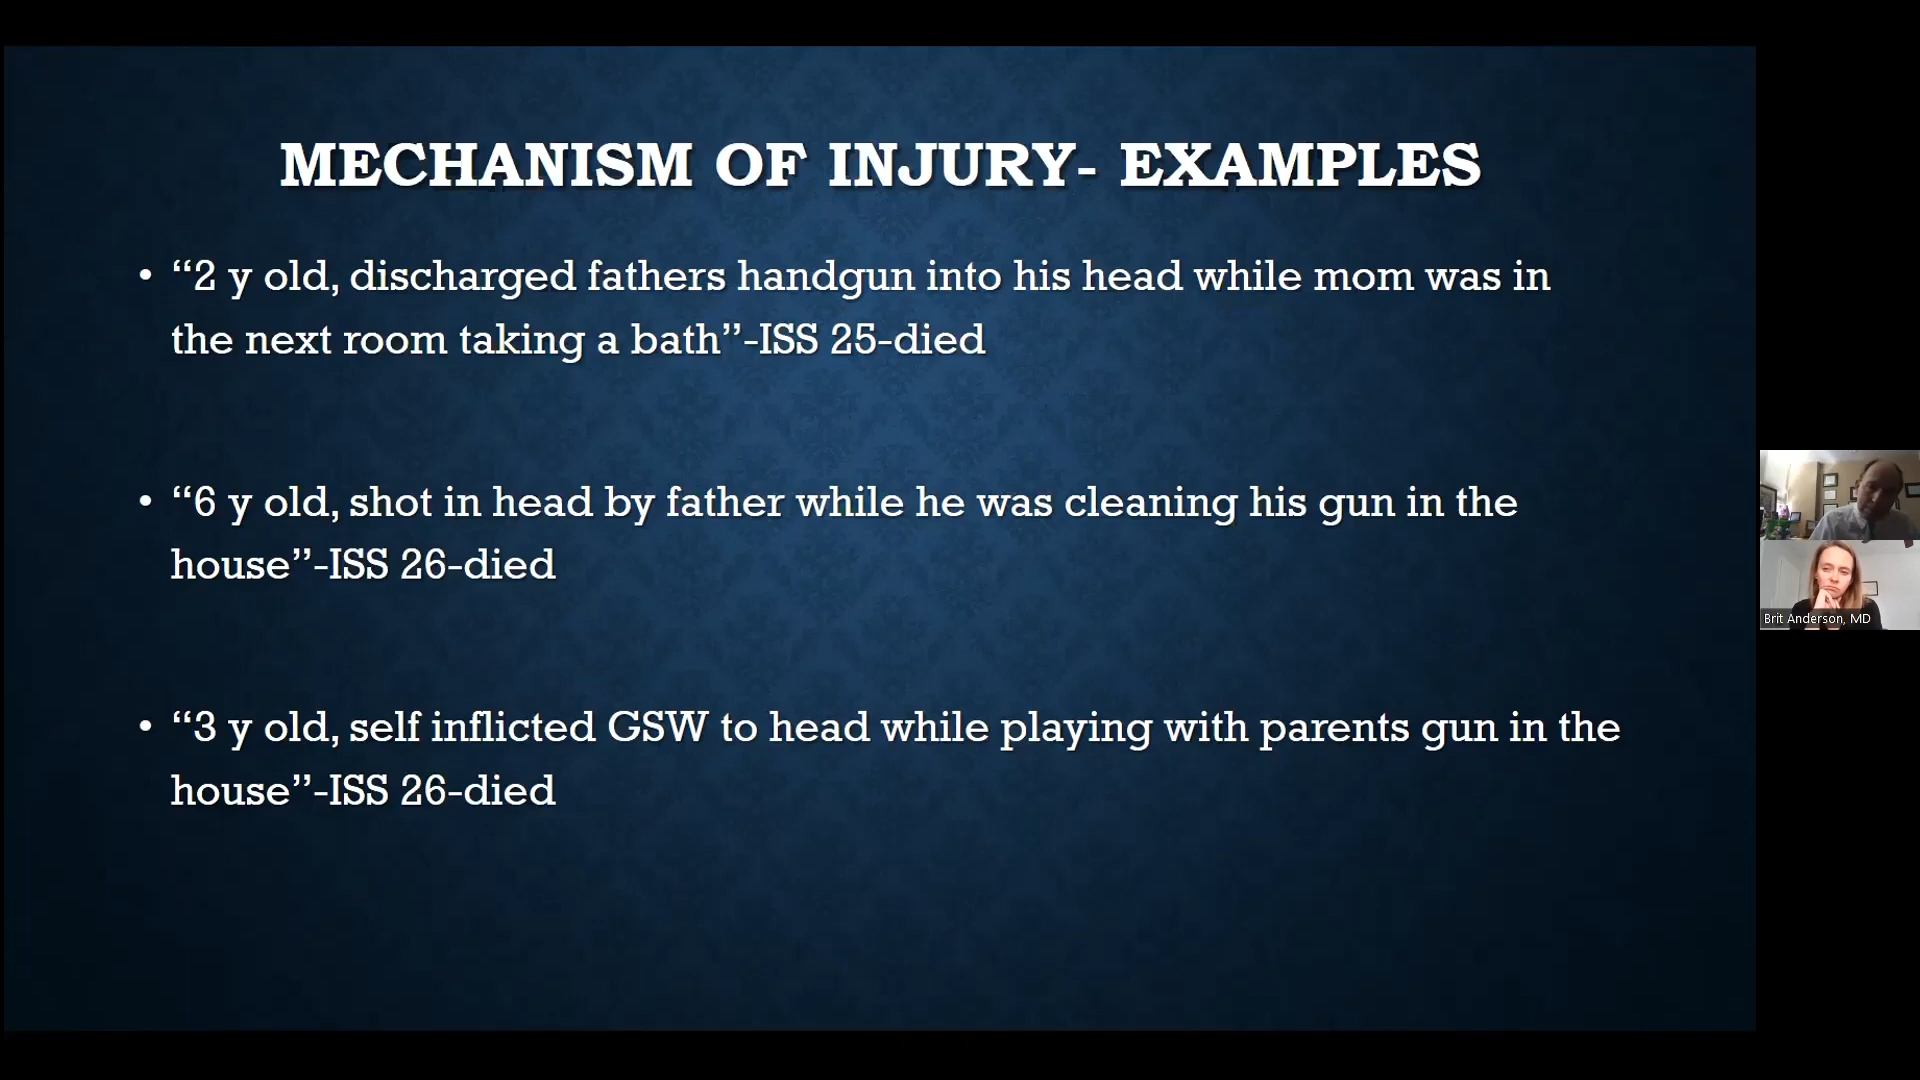 MECHANISM OF INJURY- EXAMPLES
• “2 y old, discharged fathers handgun into his head while mom was in
the next room taking a bath”-ISS 25-died
• “6 y old, shot in head by father while he was cleaning his gun in the
house”-ISS 26-died
• “3 y old, self inflicted GSW to head while playing with parents gun in the
house”-ISS 26-died
Brit Anderson, MD